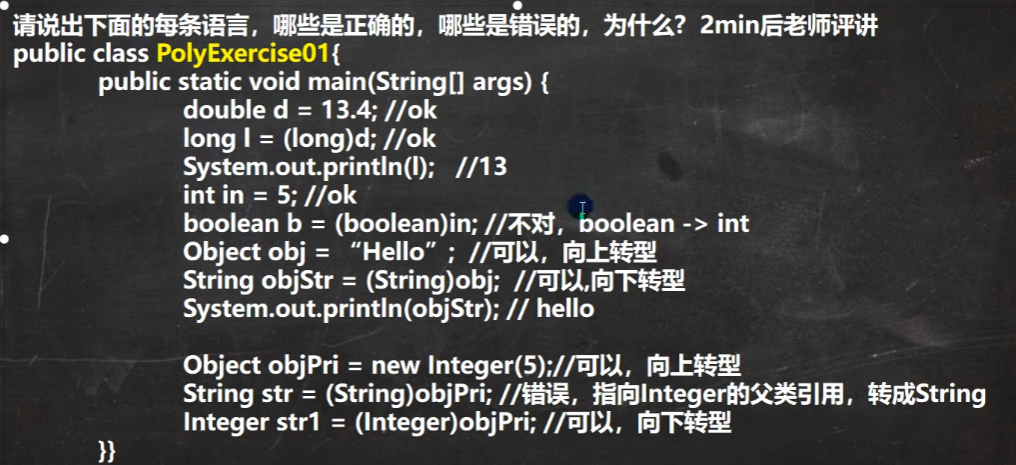 请说出下面的每条语言，哪些是正确的，哪些是错误的，为什么？2min后老师评讲
public class PolyExercise01{
public static void main(String[] args) {
double d = 13.4; //ok
long l = (long)d; //ok
System.out.println(l); //13
int in = 5; //ok
boolean b = (boolean)in; //不对，boolean -> int
Object obj = “Hello”; //可以，向上转型
String objStr = (String)obj; //可以,向下转型
System.out.println(objStr); // hello
Object objPri = new Integer(5);//可以，向上转型
String str = (String)objPri; //错误，指向Integer的父类引用，转成String
Integer str1 = (Integer)objPri; //可以，向下转型
}}